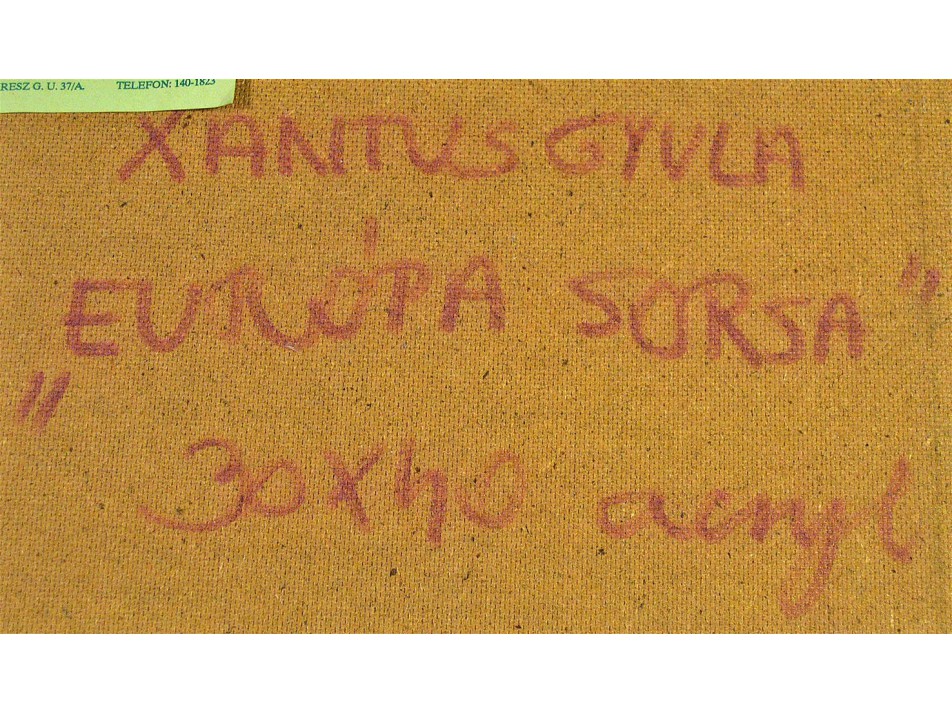 RESZ G. U. 37/A. TELEFON: 140-1823
XANTUS GYULA
"EURÓPA SORSA"
30X40 acryl